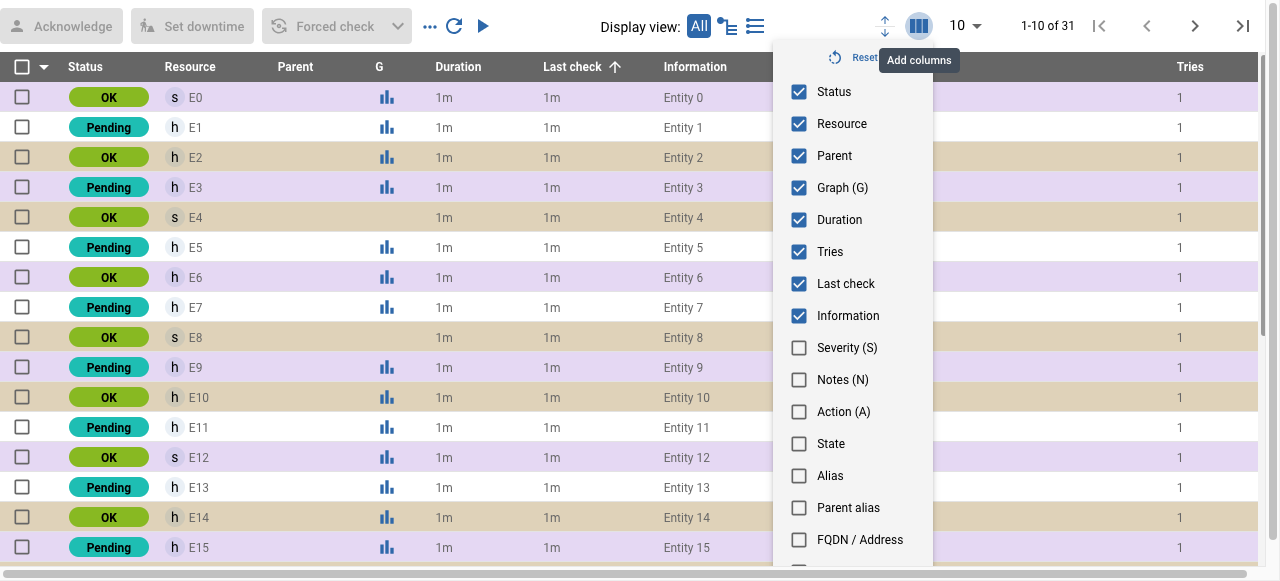 Acknowledge Set downtime Forced check Display view: All 10 1-10 of 31
Reset Add columns
Status Resource Parent G Duration Last check Information Tries
OK s E0 1m 1m Entity 0 1
Pending h E1 1m 1m Entity 1 1
OK h E2 1m 1m Entity 2 1
Pending h E3 1m 1m Entity 3 1
OK s E4 1m 1m Entity 4 1
Pending h E5 1m 1m Entity 5 1
OK h E6 1m 1m Entity 6 1
Pending h E7 1m 1m Entity 7 1
OK s E8 1m 1m Entity 8 1
Pending h E9 1m 1m Entity 9 1
OK h E10 1m 1m Entity 10 1
Pending h E11 1m 1m Entity 11 1
OK s E12 1m 1m Entity 12 1
Pending h E13 1m 1m Entity 13 1
OK h E14 1m 1m Entity 14 1
Pending h E15 1m 1m Entity 15 1
Status
Resource
Parent
Graph (G)
Duration
Tries
Last check
Information
Severity (S)
Notes (N)
Action (A)
State
Alias
Parent alias
FQDN / Address